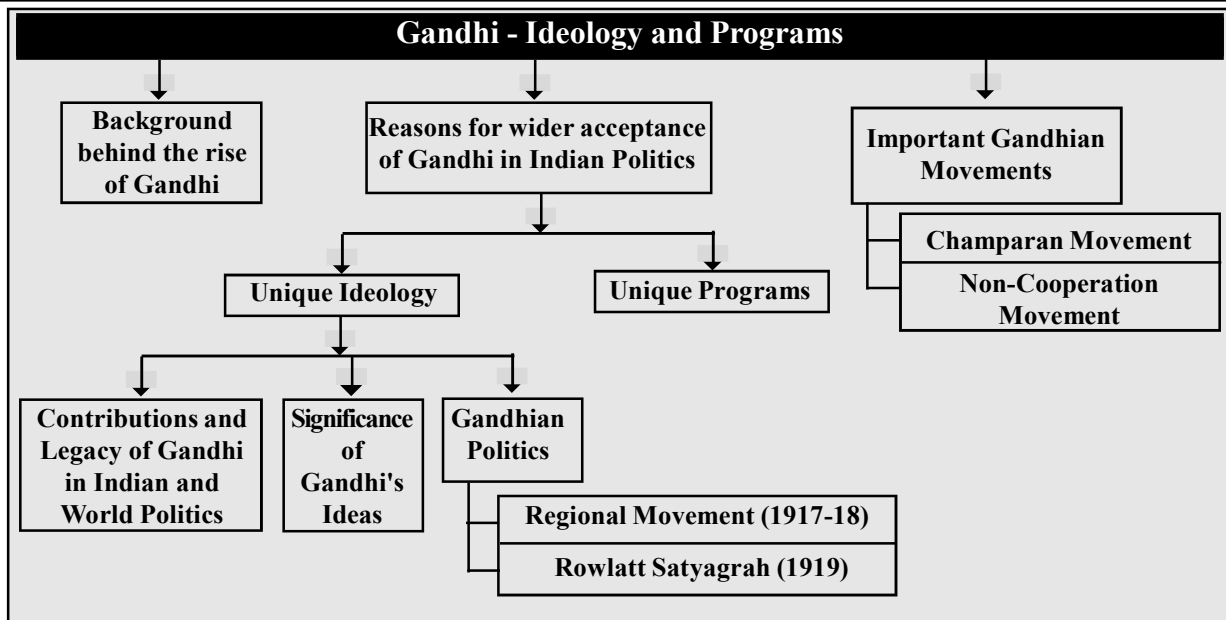 Gandhi - Ideology and Programs
Background
behind the rise
of Gandhi
Reasons for wider acceptance
of Gandhi in Indian Politics
Important Gandhian
Movements
Champaran Movement
Non-Cooperation
Movement
Unique Ideology
Unique Programs
Contributions and
Legacy of Gandhi
in Indian and
World Politics
Significance
of
Gandhi's
Ideas
Gandhian
Politics
Regional Movement (1917-18)
Rowlatt Satyagrah (1919)